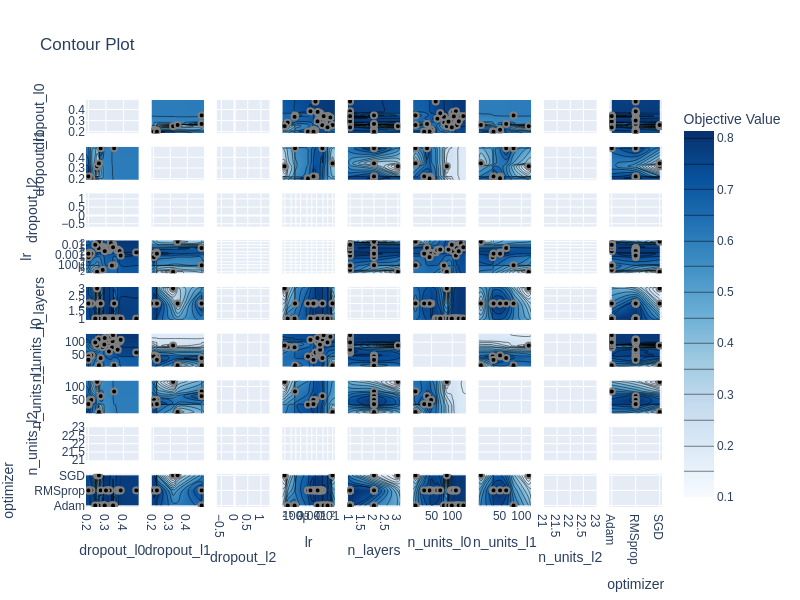 Contour Plot
Objective Value
0.8
0.7
0.6
0.5
0.4
0.3
0.2
0.1
dropout_l0
0.4
0.3
0.2
dropout_l1
0.4
0.3
0.2
dropout_l2
1
0.5
0
−0.5
lr
0.01
0.001
n_layers
3
2.5
2
1.5
1
n_units_l0
100
50
n_units_l1
100
50
n_units_l2
23
22.5
22
21.5
21
optimizer
SGD
RMSprop
Adam
0.2
0.3
0.4
dropout_l0
0.2
0.3
0.4
dropout_l1
−0.5
0
0.5
1
dropout_l2
lr
1
1.5
2
2.5
3
n_layers
50 100
n_units_l0
50 100
n_units_l1
21
21.5
22
22.5
23
n_units_l2
Adam
RMSprop
SGD
optimizer